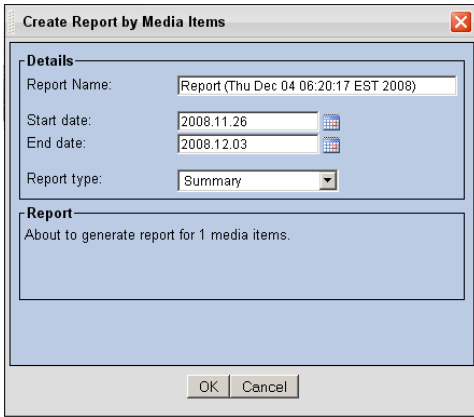 Create Report by Media Items
Details
Report Name: Report (Thu Dec 04 06:20:17 EST 2008)
Start date: 2008.11.26
End date: 2008.12.03
Report type: Summary
Report
About to generate report for 1 media items.
OK Cancel